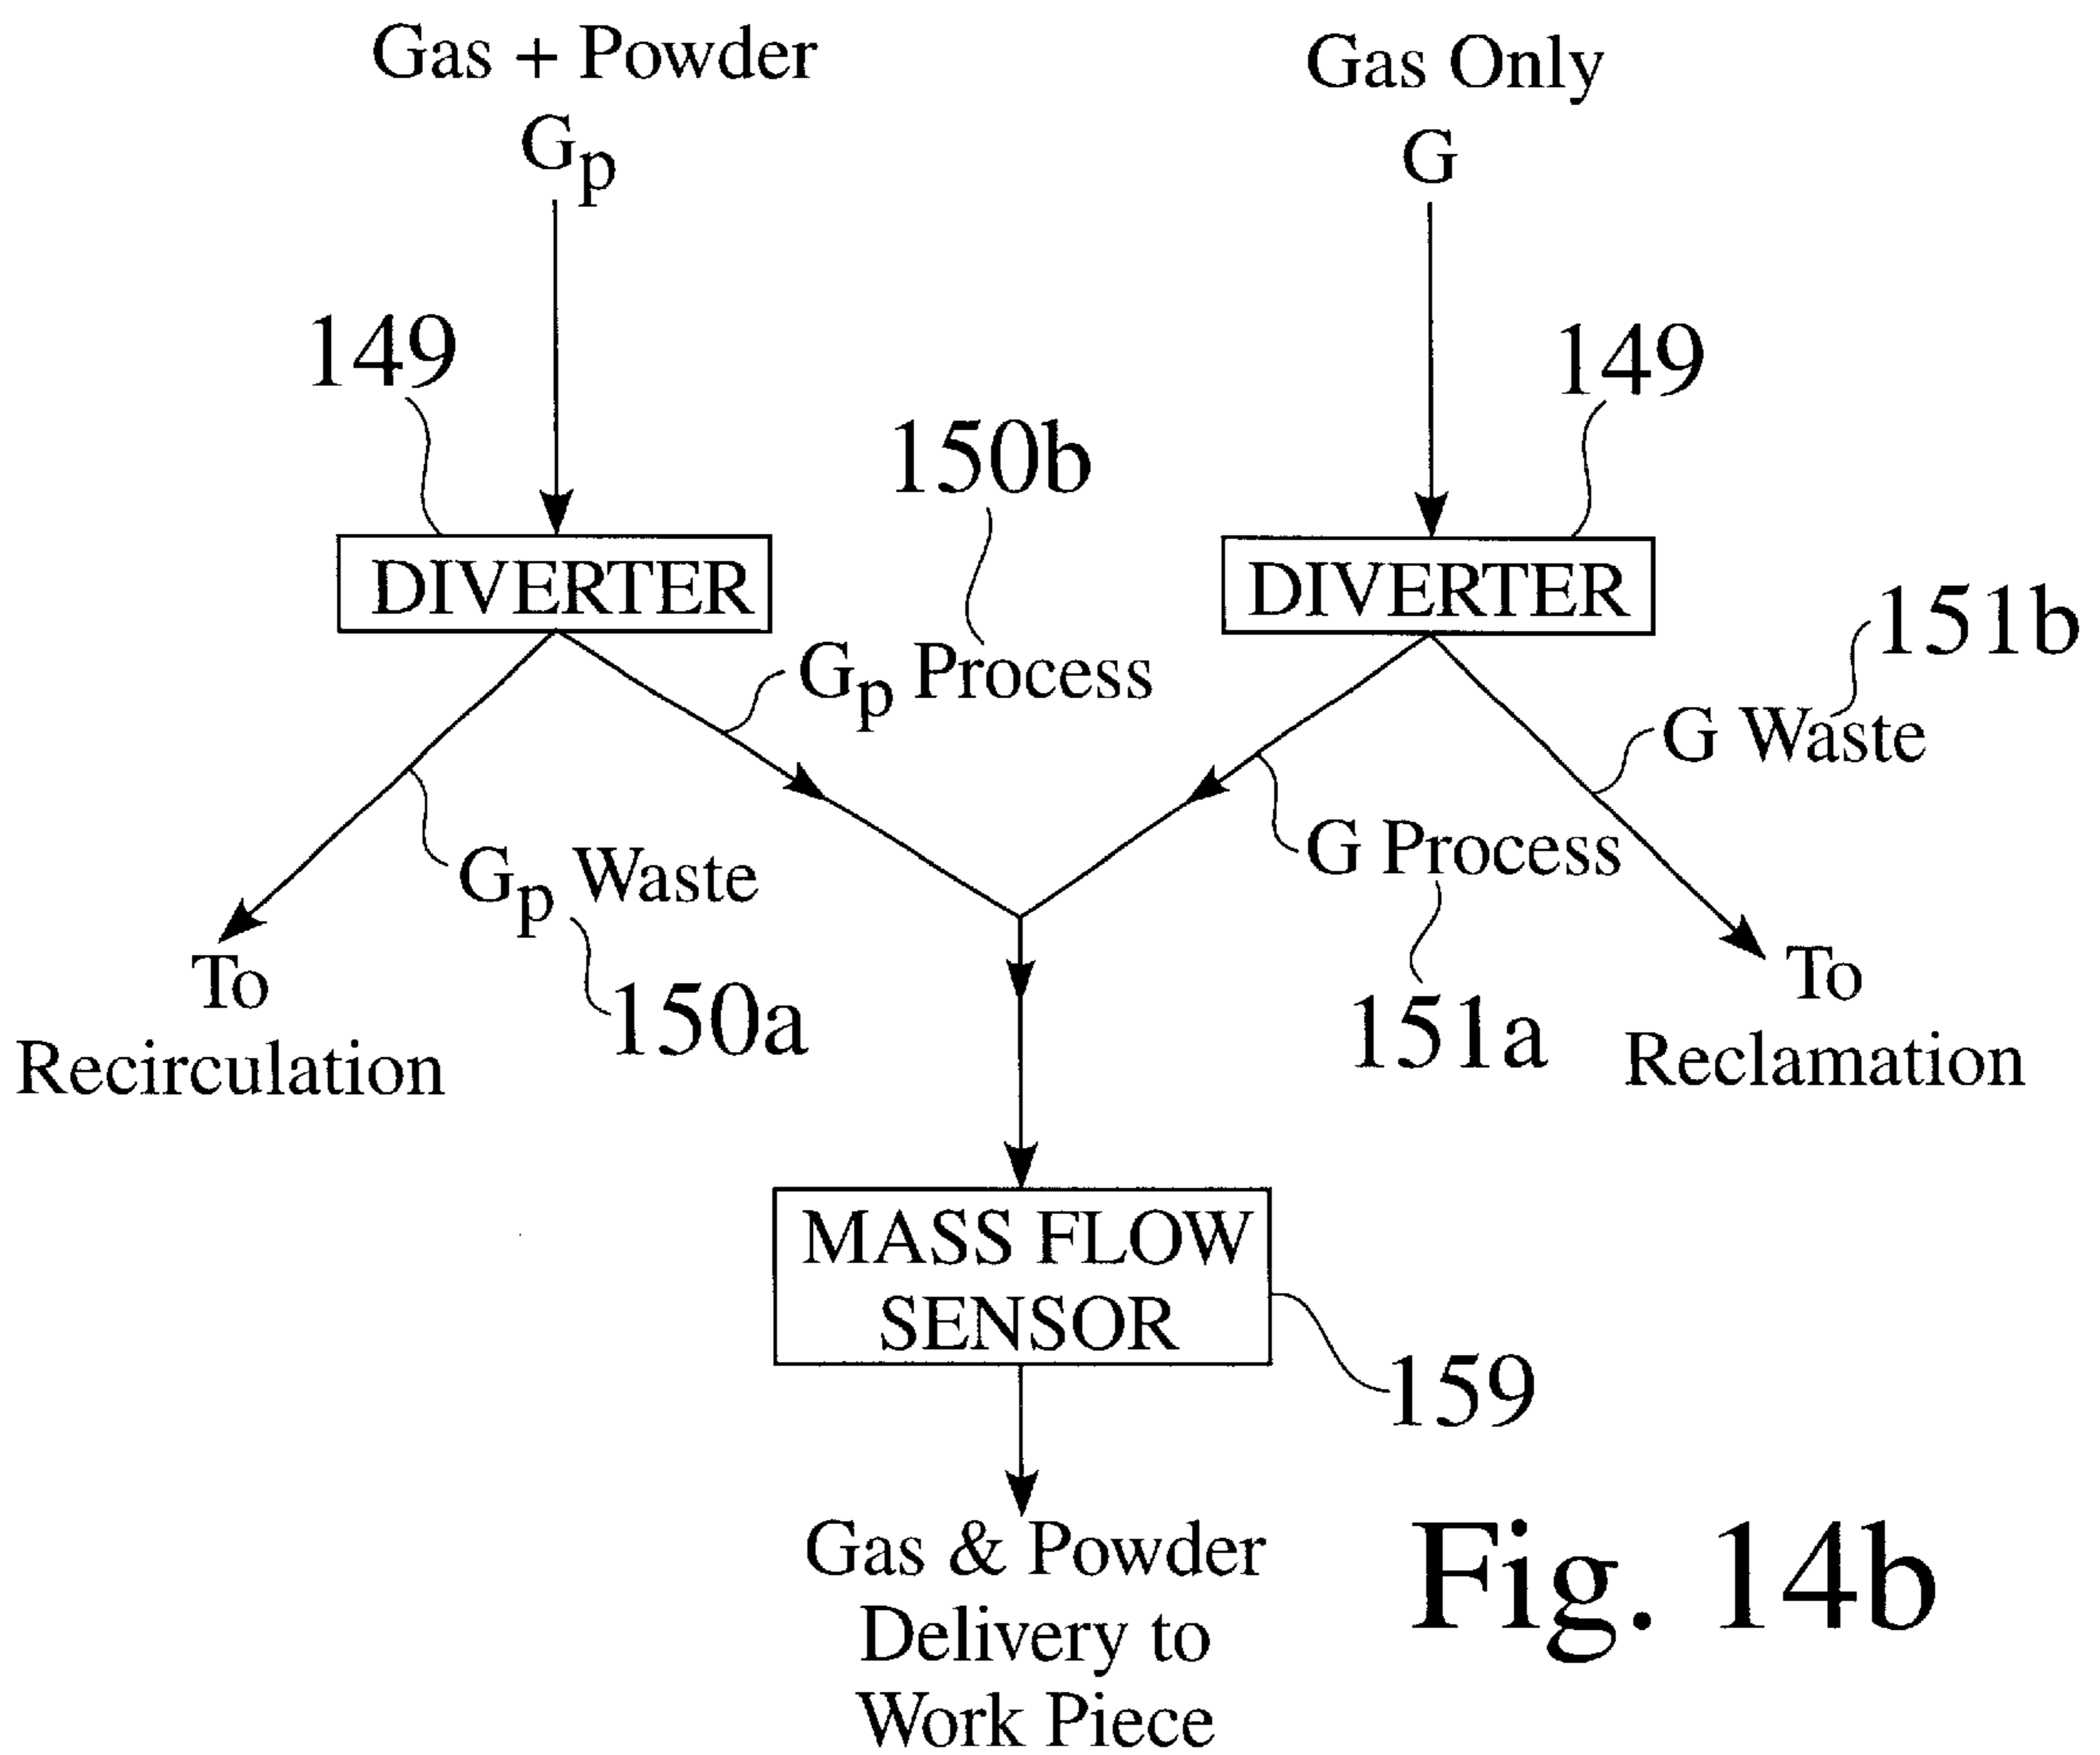 Gas + Powder
Gp
Gas Only
G
149
149
150b
DIVERTER
DIVERTER
151b
Gp Process
G Waste
G Process
Gp Waste
To
Recirculation
150a
151a
To
Reclamation
MASS FLOW
SENSOR
159
Gas & Powder
Delivery to
Work Piece
Fig. 14b